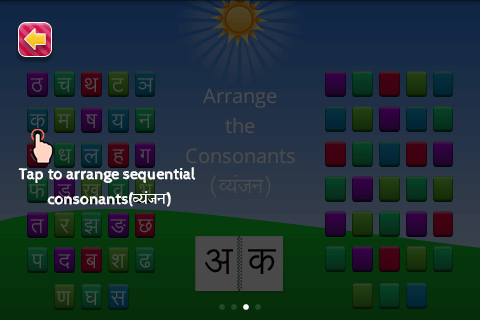 ठ च थ ट ञ
क म ष य न
ध ल ह ग
फ ड ख व भ
त र झ ङ छ
प द ब श ढ
ण घ स
Tap to arrange sequential
consonants(व्यंजन)
Arrange
the
Consonants
(व्यंजन)
अ क